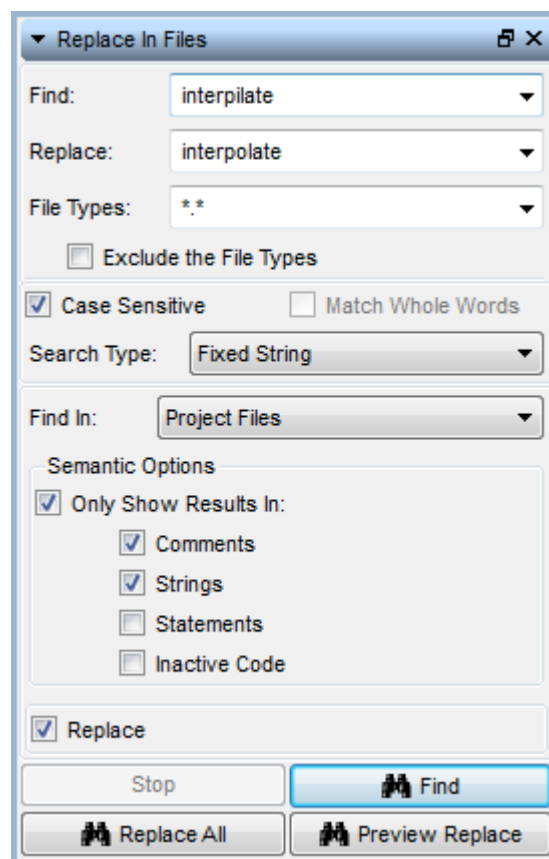 Replace In Files
Find: interpilate
Replace: interpolate
File Types: *.*
Exclude the File Types
Case Sensitive Match Whole Words
Search Type: Fixed String
Find In: Project Files
Semantic Options
Only Show Results In:
Comments
Strings
Statements
Inactive Code
Replace
Stop Find
Replace All Preview Replace